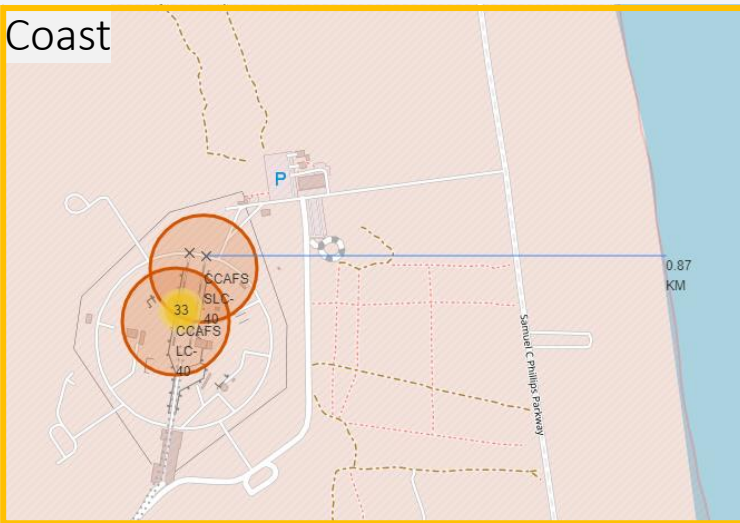 Coast
P
CCAFS
SLC-
40
33
CCAFS
LC-
40
0.87
KM
Samuel C Phillips Parkway